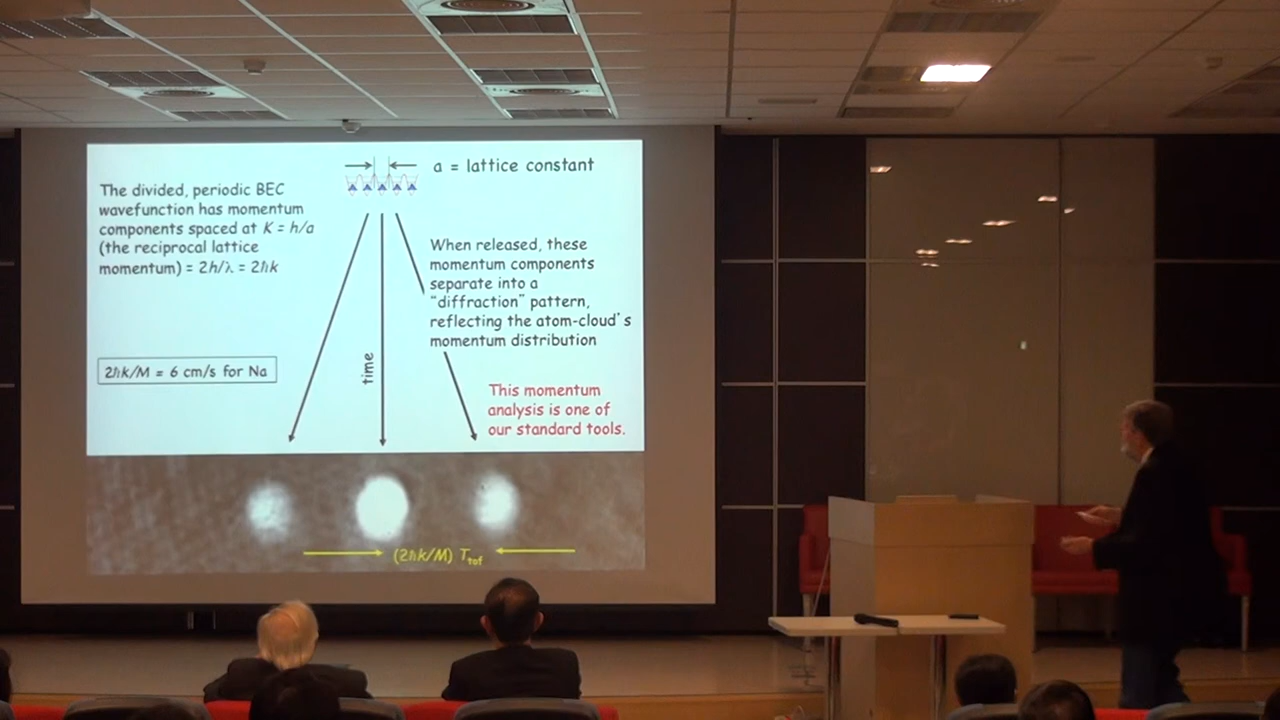 a = lattice constant
The divided, periodic BEC
wavefunction has momentum
components spaced at K = h/a
(the reciprocal lattice
momentum) = 2h/λ = 2ħk
When released, these
momentum components
separate into a
“diffraction” pattern,
reflecting the atom-cloud's
momentum distribution
2ħk/M = 6 cm/s for Na
time
This momentum
analysis is one of
our standard tools.
(2ħk/M) Ttof